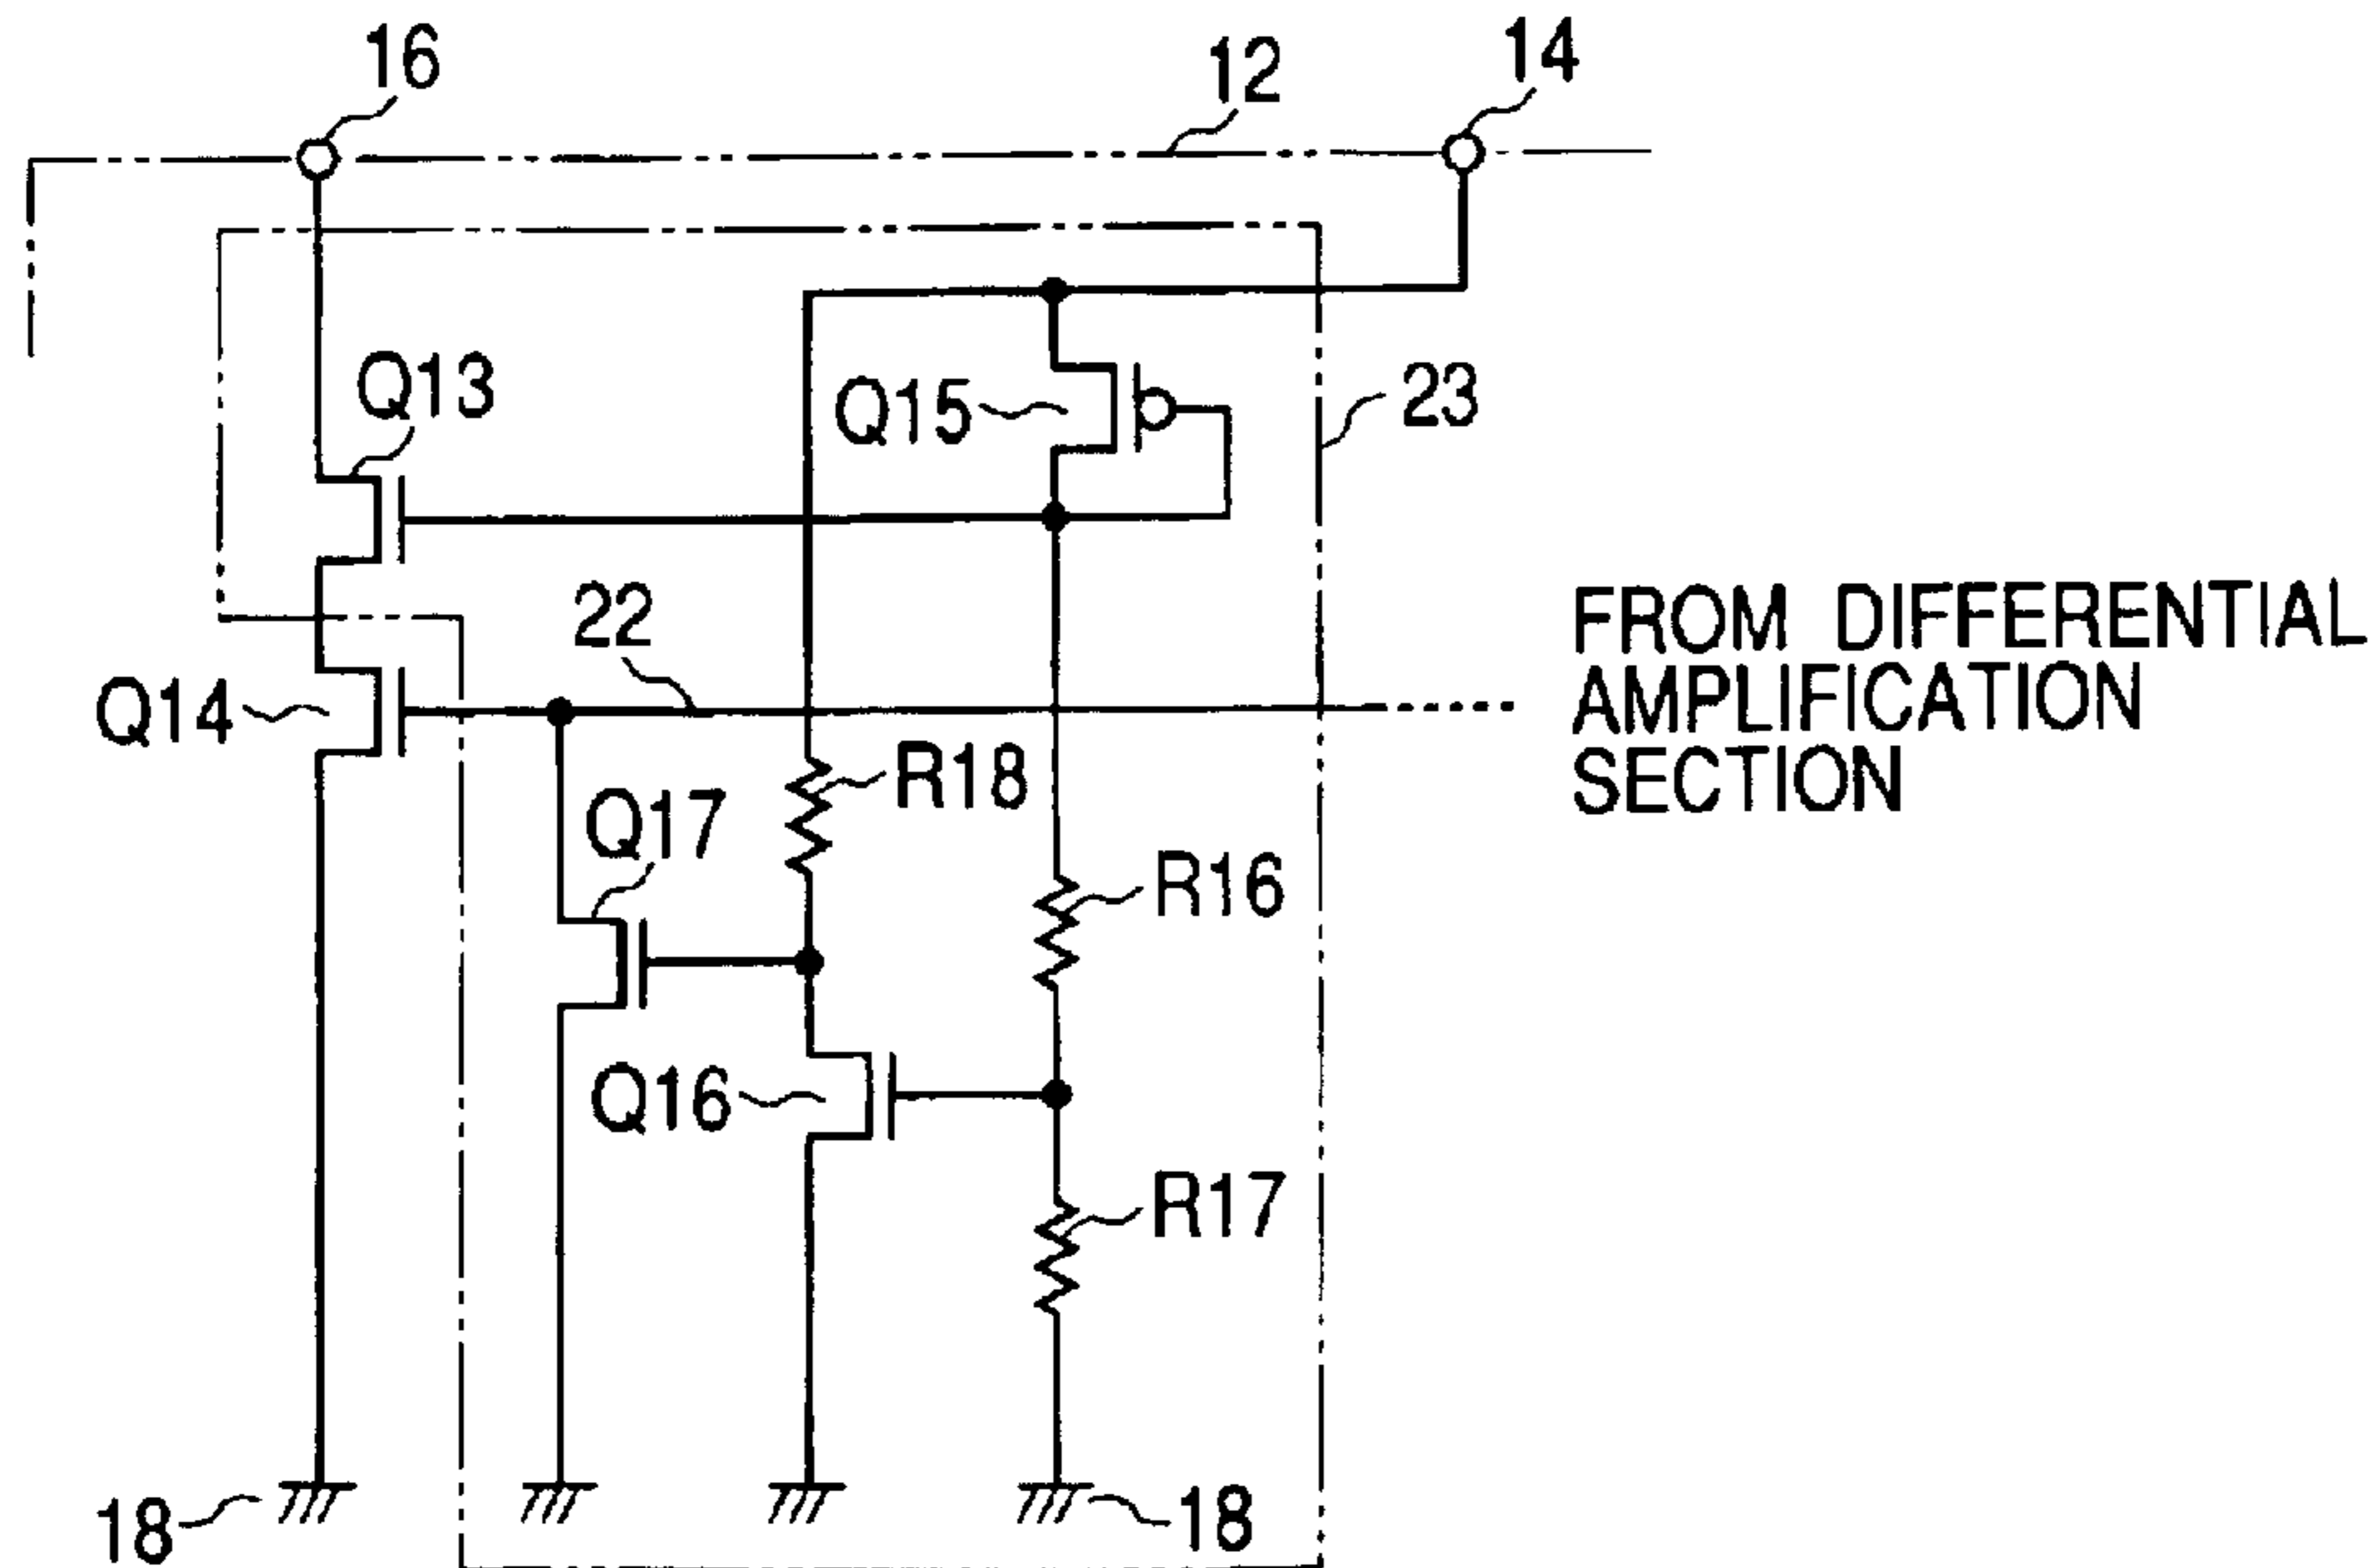 16
12
14
Q13
Q15
23
22
FROM DIFFERENTIAL
AMPLIFICATION
SECTION
Q14
R18
Q17
R16
Q16
R17
18
18